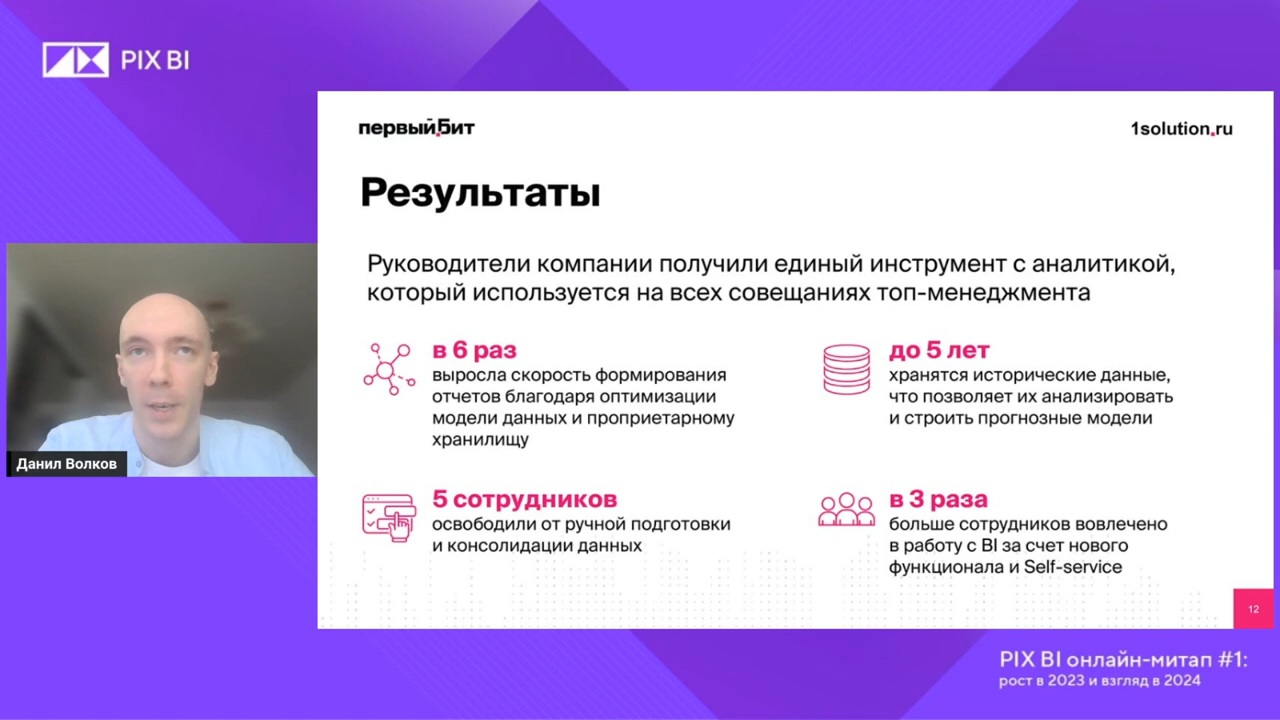 PIX BI
первый.Бит
1solution.ru
Результаты
Руководители компании получили единый инструмент с аналитикой,
который используется на всех совещаниях топ-менеджмента
в 6 раз
выросла скорость формирования
отчетов благодаря оптимизации
модели данных и проприетарному
хранилищу
до 5 лет
хранятся исторические данные,
что позволяет их анализировать
и строить прогнозные модели
5 сотрудников
освободили от ручной подготовки
и консолидации данных
в 3 раза
больше сотрудников вовлечено
в работу с BI за счет нового
функционала и Self-service
12
Данил Волков
PIX BI онлайн-митап #1:
рост в 2023 и взгляд в 2024